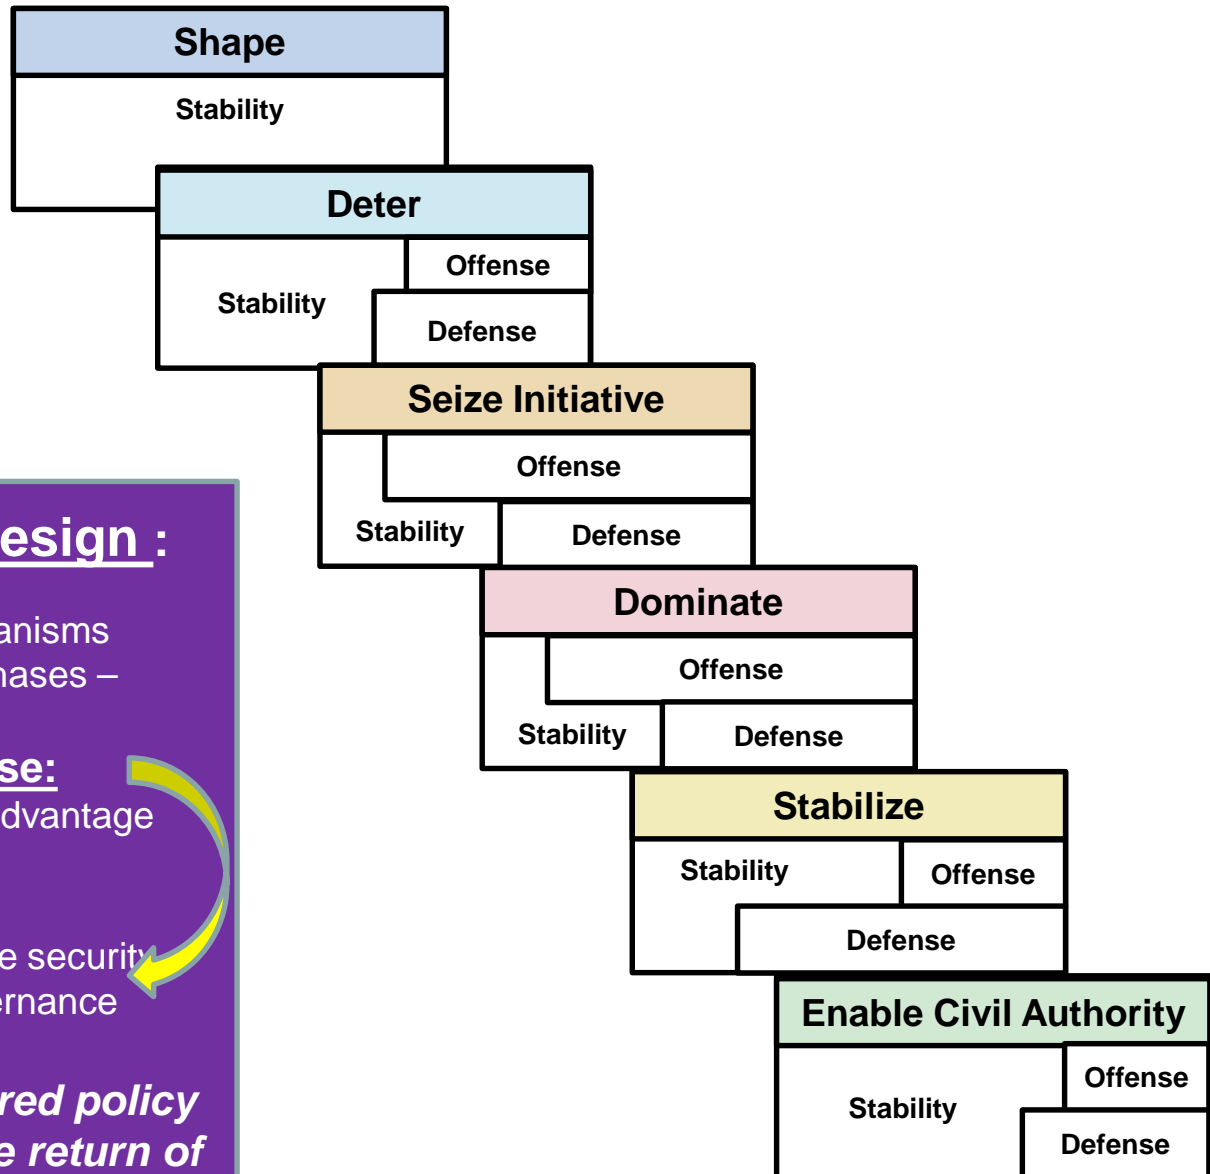 Shape
Stability
Deter
Offense
Stability
Defense
Seize Initiative
Offense
Stability
Defense
Dominate
Offense
Stability
Defense
Stabilize
Stability
Offense
Defense
Enable Civil Authority
Offense
Stability
Defense
esign :
anisms
hases –
se:
dvantage
e security
ernance
red policy
e return of